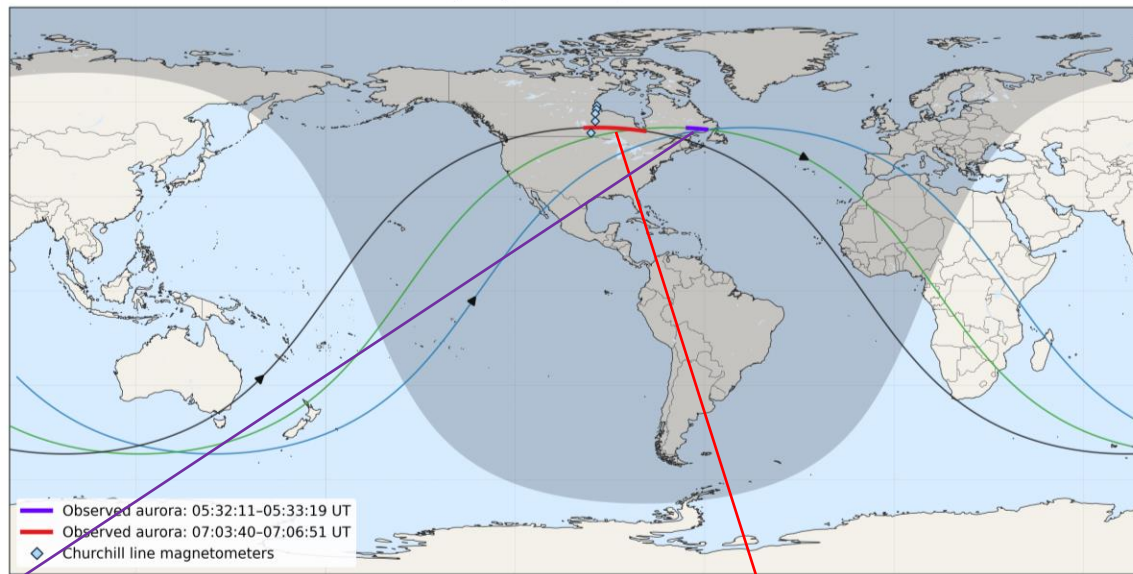 Observed aurora: 05:32:11–05:33:19 UT
Observed aurora: 07:03:40–07:06:51 UT
Churchill line magnetometers